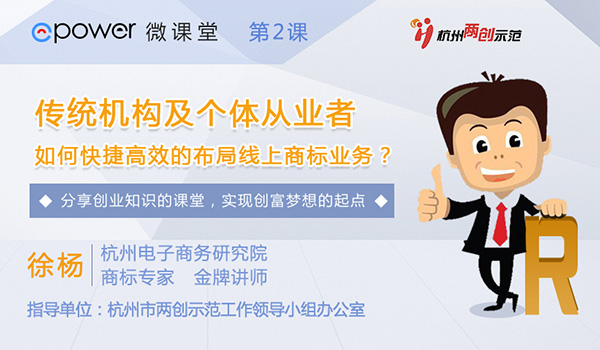 epower 微课堂 第2课
杭州两创示范
传统机构及个体从业者
如何快捷高效的布局线上商标业务？
分享创业知识的课堂，实现创富梦想的起点
徐杨
杭州电子商务研究院
商标专家 金牌讲师
指导单位：杭州市两创示范工作领导小组办公室
R